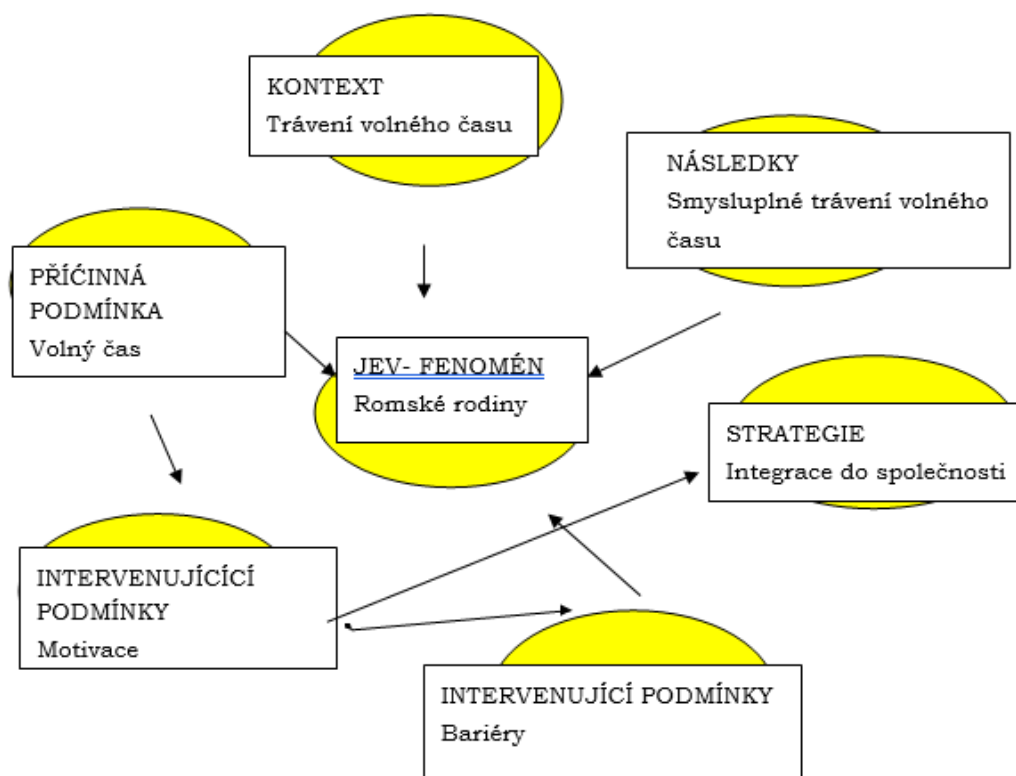 KONTEXT
Trávení volného času
NÁSLEDKY
Smysluplné trávení volného
času
PŘÍĆINNÁ
PODMÍNKA
Volný čas
JEV- FENOMÉN
Romské rodiny
STRATEGIE
Integrace do společnosti
INTERVENUJÍCÍCÍ
PODMÍNKY
Motivace
INTERVENUJÍCÍ PODMÍNKY
Bariéry